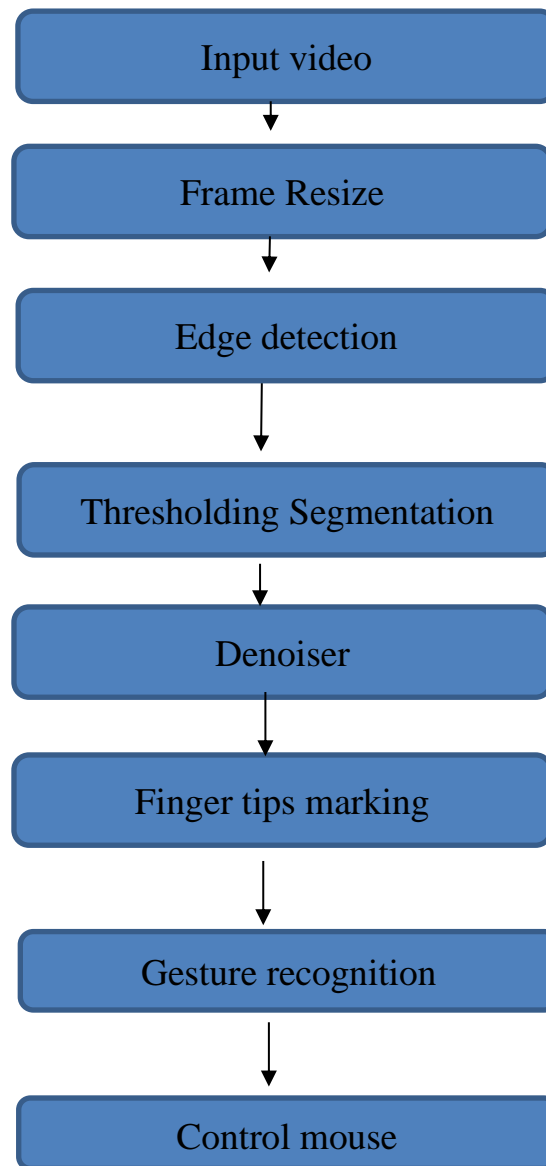 Input video
Frame Resize
Edge detection
Thresholding Segmentation
Denoiser
Finger tips marking
Gesture recognition
Control mouse